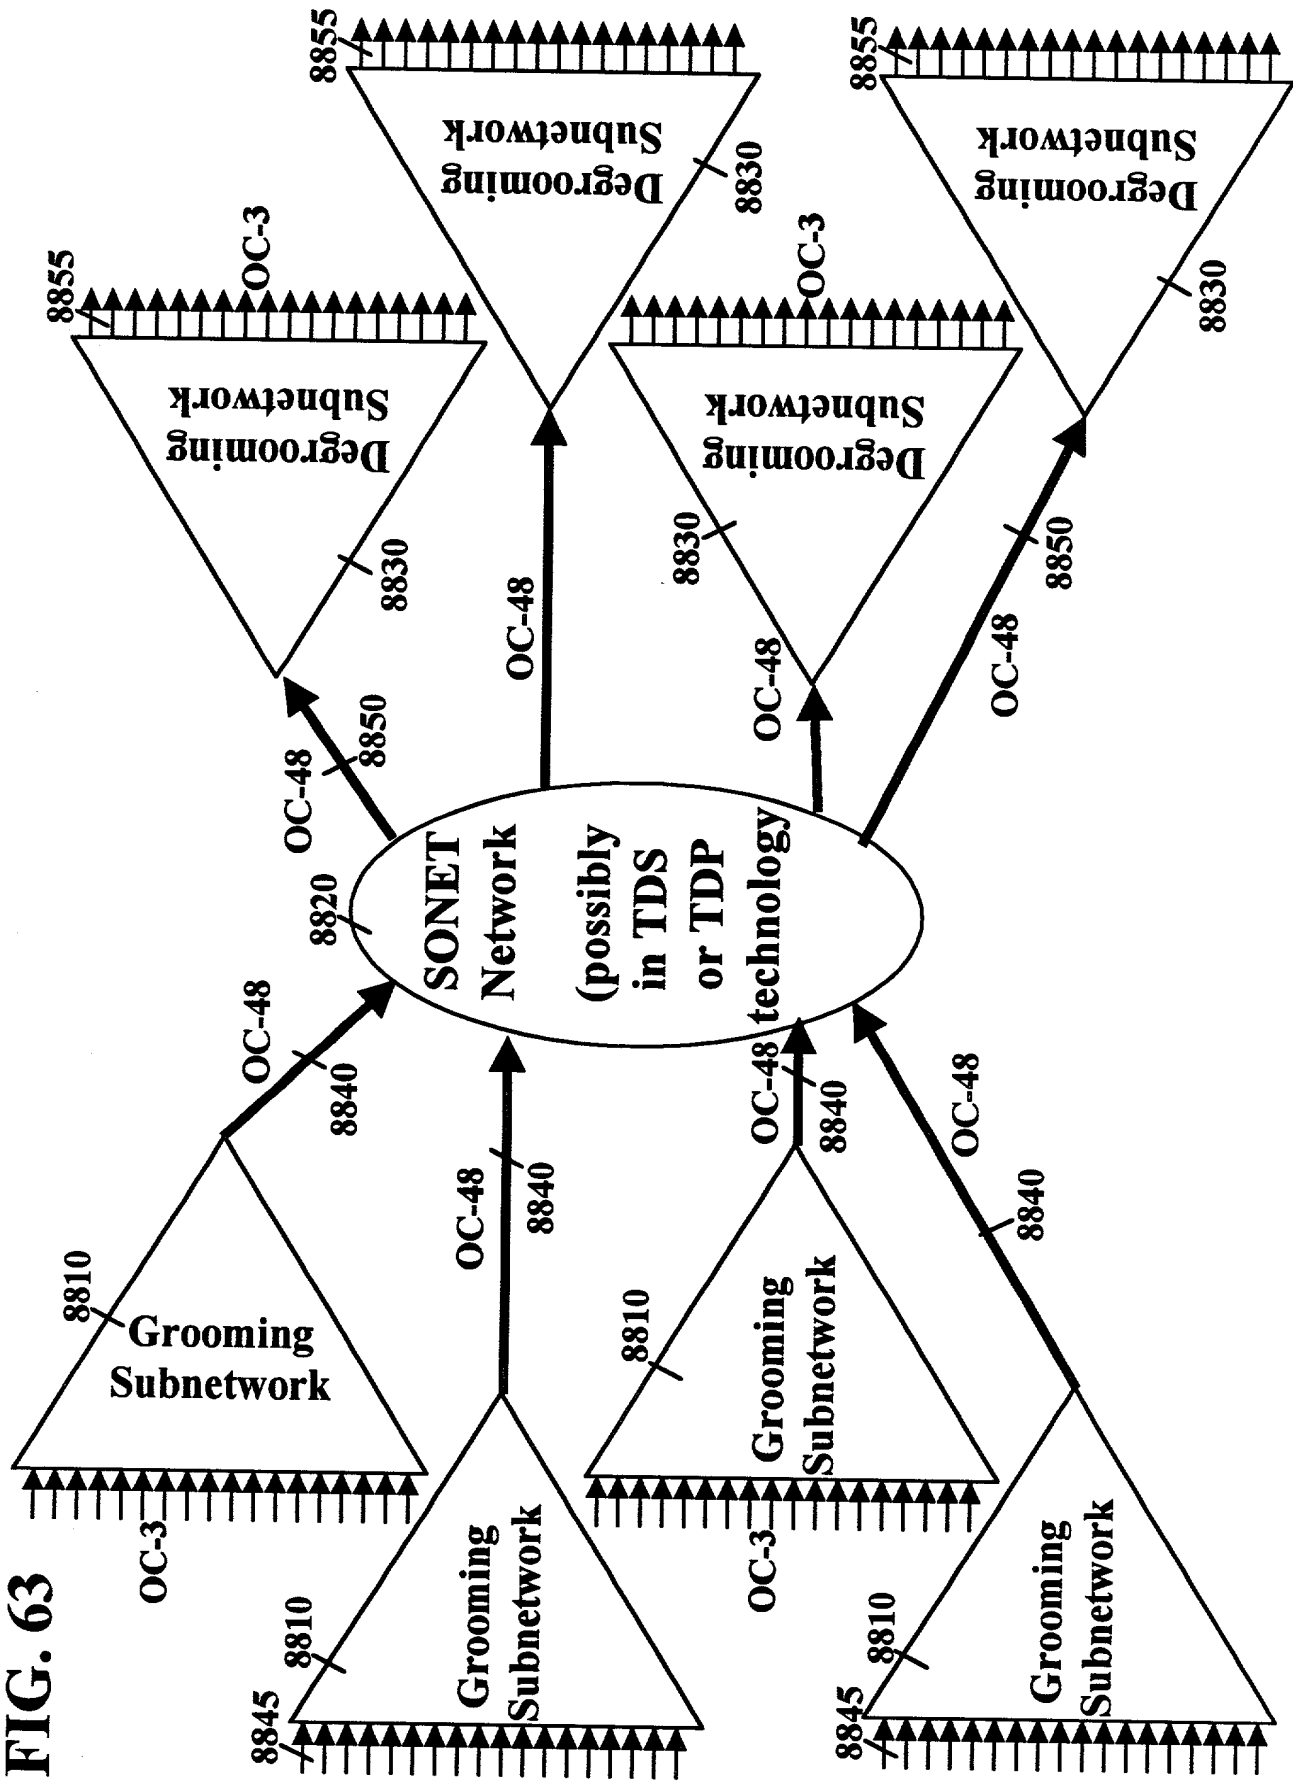 FIG. 63
8810
Grooming
Subnetwork
OC-3
OC-48
8840
8845
8810
Grooming
Subnetwork
OC-48
8840
8810
Grooming
Subnetwork
OC-3
OC-48
8840
8845
8810
Grooming
Subnetwork
OC-48
8840
8820
SONET
Network
(possibly
in TDS
or TDP
technology.
OC-48
8850
8830
Degrooming
Subnetwork
8855
OC-3
OC-48
8830
Degrooming
Subnetwork
8855
OC-48
8830
Degrooming
Subnetwork
OC-3
OC-48
8850
8830
Degrooming
Subnetwork
8855